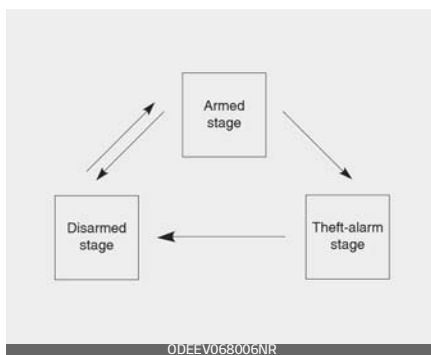 Armed
stage
Disarmed
stage
Theft-alarm
stage
ODEEV068006NR